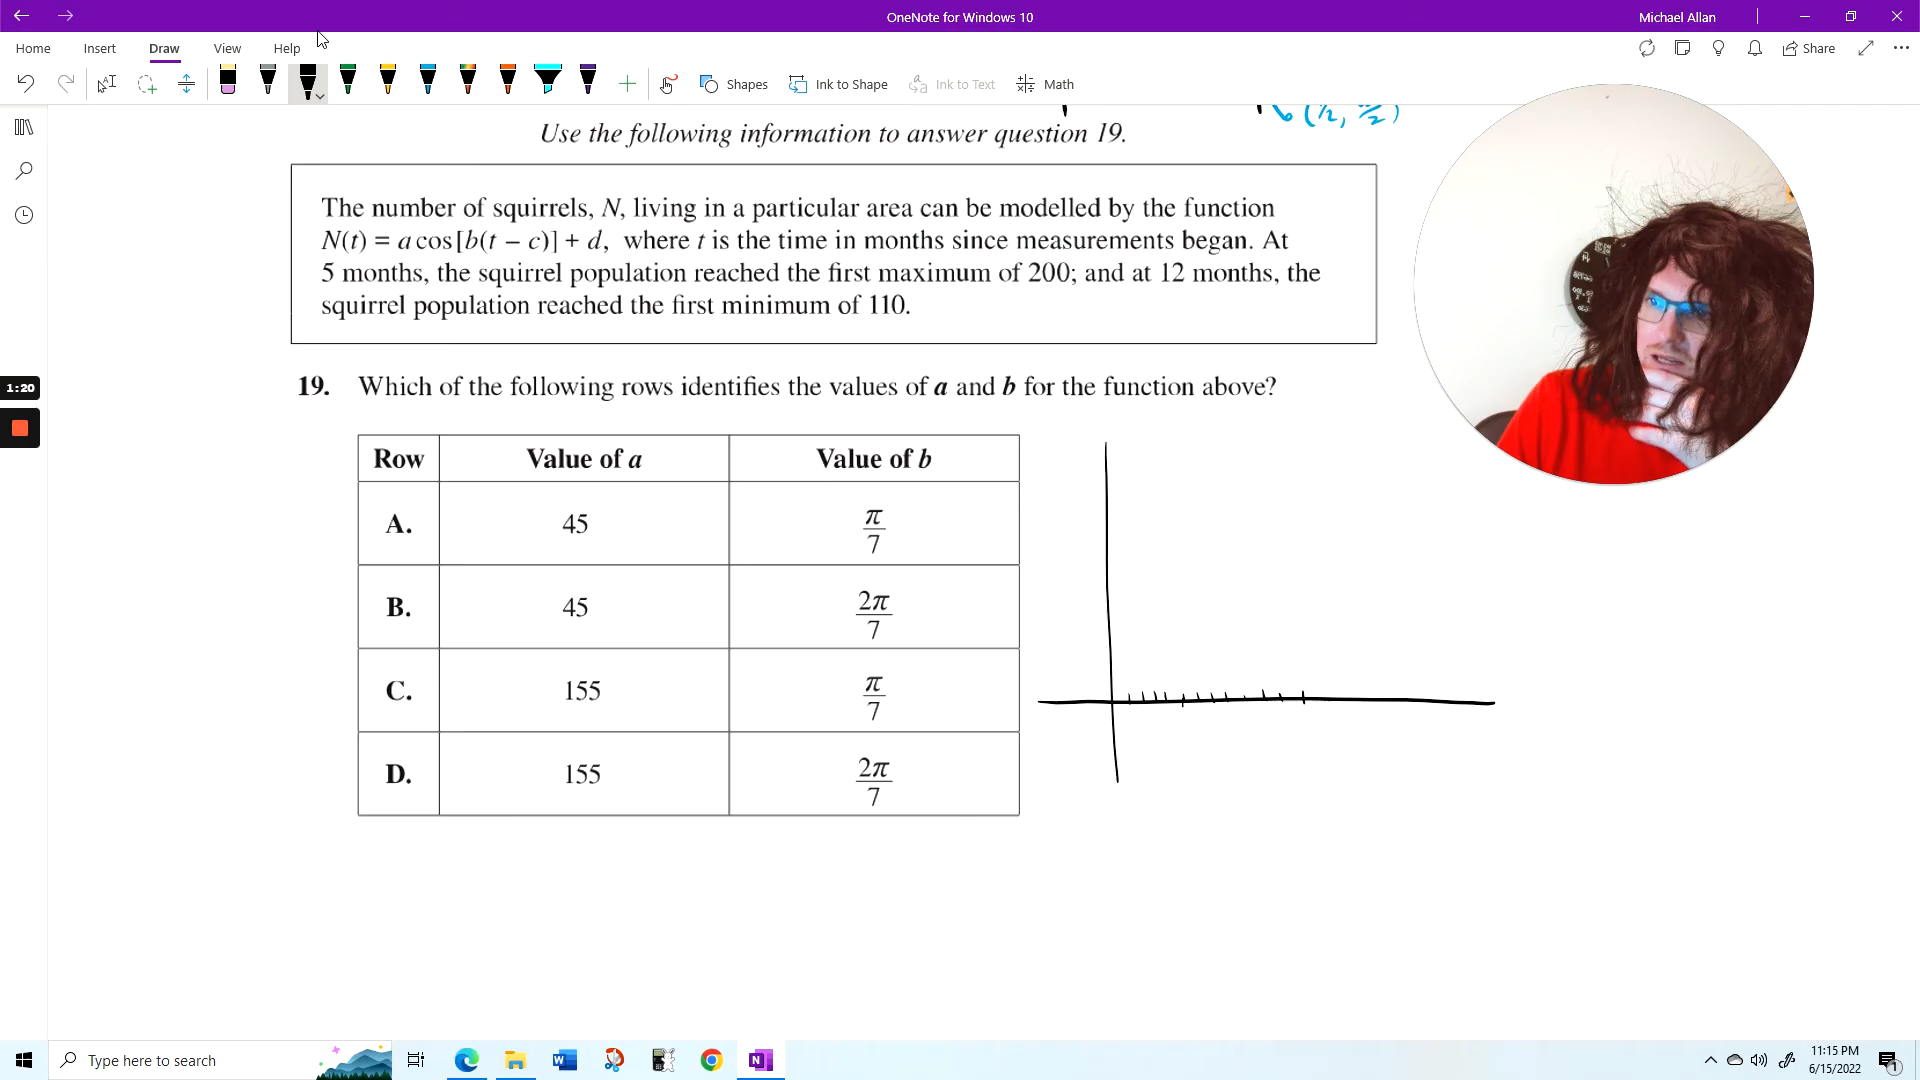 OneNote for Windows 10
Michael Allan
Home Insert Draw View Help
Share
Shapes
Ink to Shape
Ink to Text
Math
Use the following information to answer question 19.
The number of squirrels, N, living in a particular area can be modelled by the function
N(t) = a cos[b(t − c)] + d, where t is the time in months since measurements began. At
5 months, the squirrel population reached the first maximum of 200; and at 12 months, the
squirrel population reached the first minimum of 110.
1:20
19. Which of the following rows identifies the values of a and b for the function above?
Row Value of a Value of b
A. 45 π/7
B. 45 2π/7
C. 155 π/7
D. 155 2π/7
Type here to search
11:15 PM
6/15/2022
1